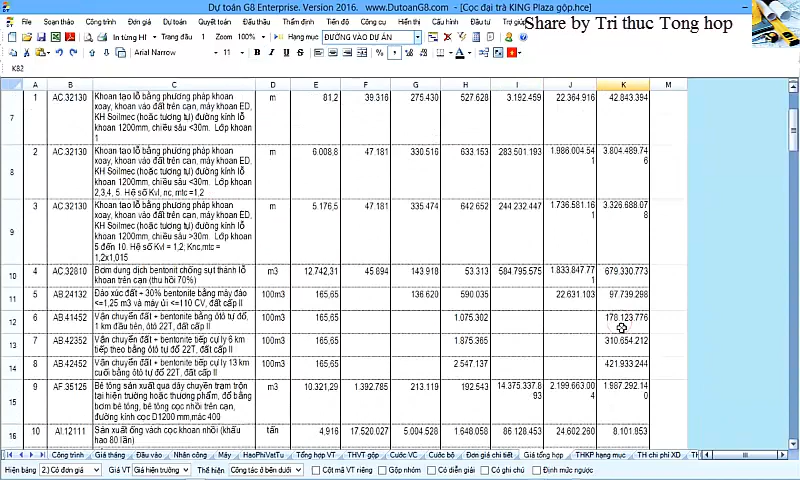 Dự toán G8 Enterprise. Version 2016. www.DutoanG8.com - [Cọc đại trà KING Plaza gộp.hce]
File Soạn thảo Công trình Đơn giá Dự toán Quyết toán Đấu thầu Thẩm định Tiện ích Công cụ Hiển thị Hồ sơ Đầu tư Trợ giúp
Share by Tri thuc Tong hop
In từng HĐ Trang đầu 1 Zoom 100% Hạng mục ĐƯỜNG VÀO DỰ ÁN
Arial Narrow 11
K82
A B C D E F G H I J K M
7 1 AC.32130 Khoan tạo lỗ bằng phương pháp khoan m 81,2 39.316 275.430 527.628 3.192.459 22.364.916 42.843.394
xoay, khoan vào đất trên cạn, máy khoan ED,
KH Soilmec (hoặc tương tự) đường kính lỗ
khoan 1200mm, chiều sâu <30m. Lớp khoan
1
8 2 AC.32130 Khoan tạo lỗ bằng phương pháp khoan m 6.008,8 47.181 330.516 633.153 283.501.193 1.986.004.541 3.804.489.746
xoay, khoan vào đất trên cạn, máy khoan ED,
KH Soilmec (hoặc tương tự) đường kính lỗ
khoan 1200mm, chiều sâu <30m. Lớp khoan
2,3,4, 5. Hệ số Kvl, nc, mtc =1,2
9 3 AC.32130 Khoan tạo lỗ bằng phương pháp khoan m 5.176,5 47.181 335.474 642.652 244.232.447 1.736.581.161 3.326.688.078
xoay, khoan vào đất trên cạn, máy khoan ED,
KH Soilmec (hoặc tương tự) đường kính lỗ
khoan 1200mm, chiều sâu >30m. Lớp khoan
5 đến 10. Hệ số Kvl = 1,2; Knc,mtc =
1,2x1,015
10 4 AC.32810 Bơm dung dịch bentonit chống sụt thành lỗ m3 12.742,31 45.894 143.918 53.313 584.795.575 1.833.847.771 679.330.773
khoan trên cạn (thu hồi 70%)
11 5 AB.24132 Đào xúc đất + 30% bentonite bằng máy đào 100m3 165,65 136.620 590.035 22.631.103 97.739.298
<=1,25 m3 và máy ủi <=110 CV, đất cấp II
12 6 AB.41452 Vận chuyển đất + bentonite bằng ôtô tự đổ, 100m3 165,65 1.075.302 178.123.776
1 km đầu tiên, ôtô 22T, đất cấp II
13 7 AB.42352 Vận chuyển đất + bentonite tiếp cự ly 6 km 100m3 165,65 1.875.365 310.654.212
tiếp theo bằng ôtô tự đổ 22T, đất cấp II
14 8 AB.42452 Vận chuyển đất + bentonite tiếp cự ly 13 km 100m3 165,65 2.547.137 421.933.244
cuối bằng ôtô tự đổ 22T, đất cấp II
15 9 AF.35125 Bê tông sản xuất qua dây chuyền trạm trộn m3 10.321,29 1.392.785 213.119 192.543 14.375.337.893 2.199.663.004 1.987.292.140
tại hiện trường hoặc thương phẩm, đổ bằng
bơm bê tông, bê tông cọc nhồi trên cạn,
đường kính cọc D1200 mm,mác 400
16 10 AI.12111 Sản xuất ống vách cọc khoan nhồi (khấu tấn 4,916 17.520.027 5.004.528 1.648.058 86.128.453 24.602.260 8.101.853
hao 80 lần)
Công trình Giá tháng Đầu vào Nhân công Máy HaoPhiVatTu Tổng hợp VT THVT gộp Cước VC Cước bộ Đơn giá chi tiết Giá tổng hợp THKP hạng mục TH chi phí XD TH
Hiện bảng 2.) Có đơn giá Giá VT Giá hiện trường Thể hiện Công tác ở bên dưới Cột mã VT riêng Gộp nhóm Có diễn giải Có ghi chú Định mức ngược